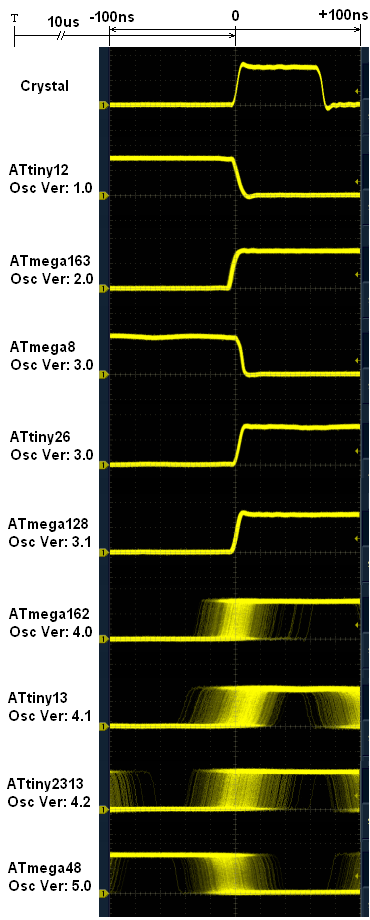 T 10us -100ns 0 +100ns
Crystal
ATtiny12
Osc Ver: 1.0
ATmega163
Osc Ver: 2.0
ATmega8
Osc Ver: 3.0
ATtiny26
Osc Ver: 3.0
ATmega128
Osc Ver: 3.1
ATmega162
Osc Ver: 4.0
ATtiny13
Osc Ver: 4.1
ATtiny2313
Osc Ver: 4.2
ATmega48
Osc Ver: 5.0